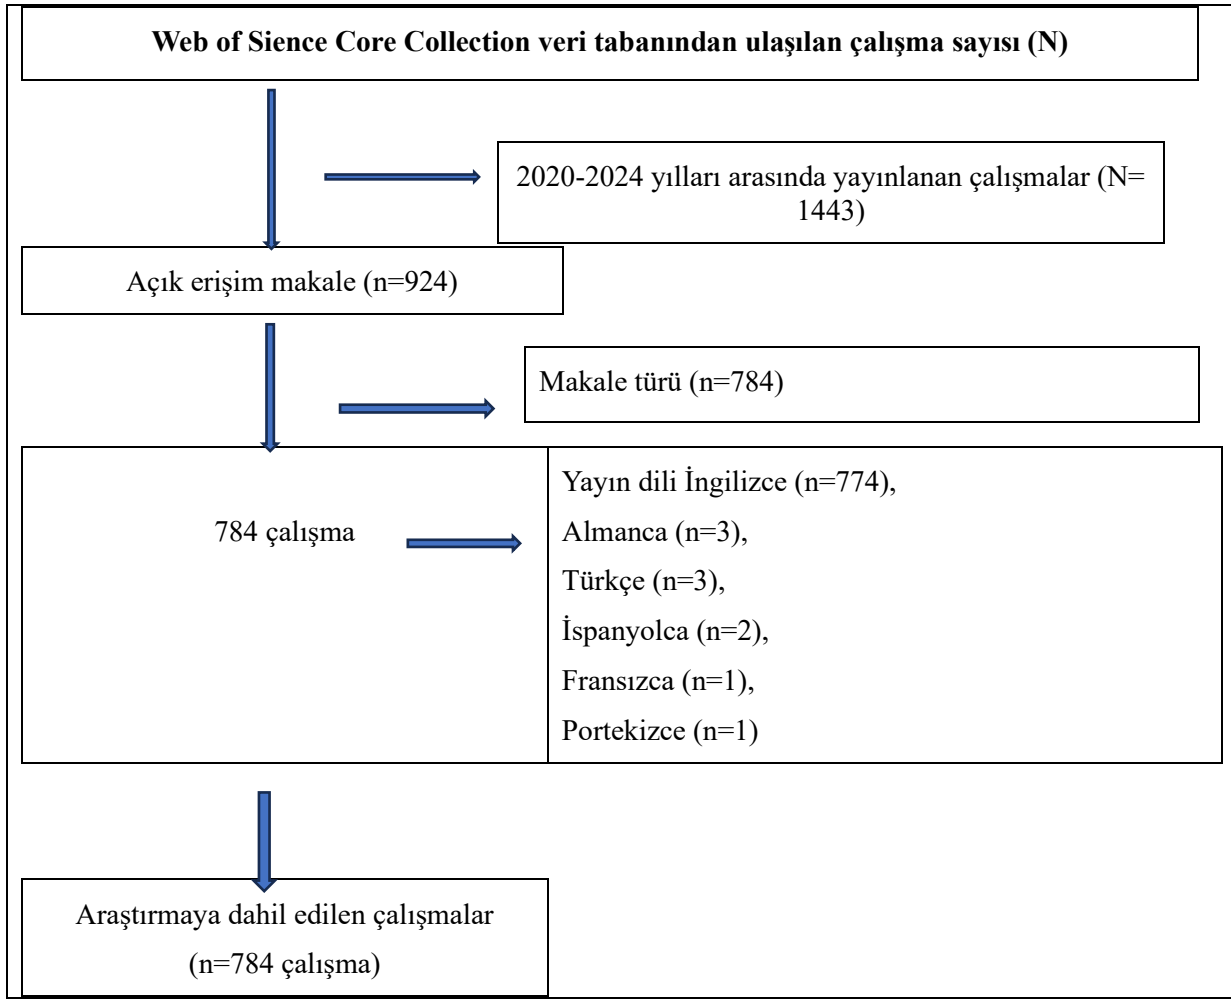 Web of Sience Core Collection veri tabanından ulaşılan çalışma sayısı (N)
2020-2024 yılları arasında yayınlanan çalışmalar (N=
1443)
Açık erişim makale (n=924)
Makale türü (n=784)
784 çalışma
Yayın dili İngilizce (n=774),
Almanca (n=3),
Türkçe (n=3),
İspanyolca (n=2),
Fransızca (n=1),
Portekizce (n=1)
Araştırmaya dahil edilen çalışmalar
(n=784 çalışma)